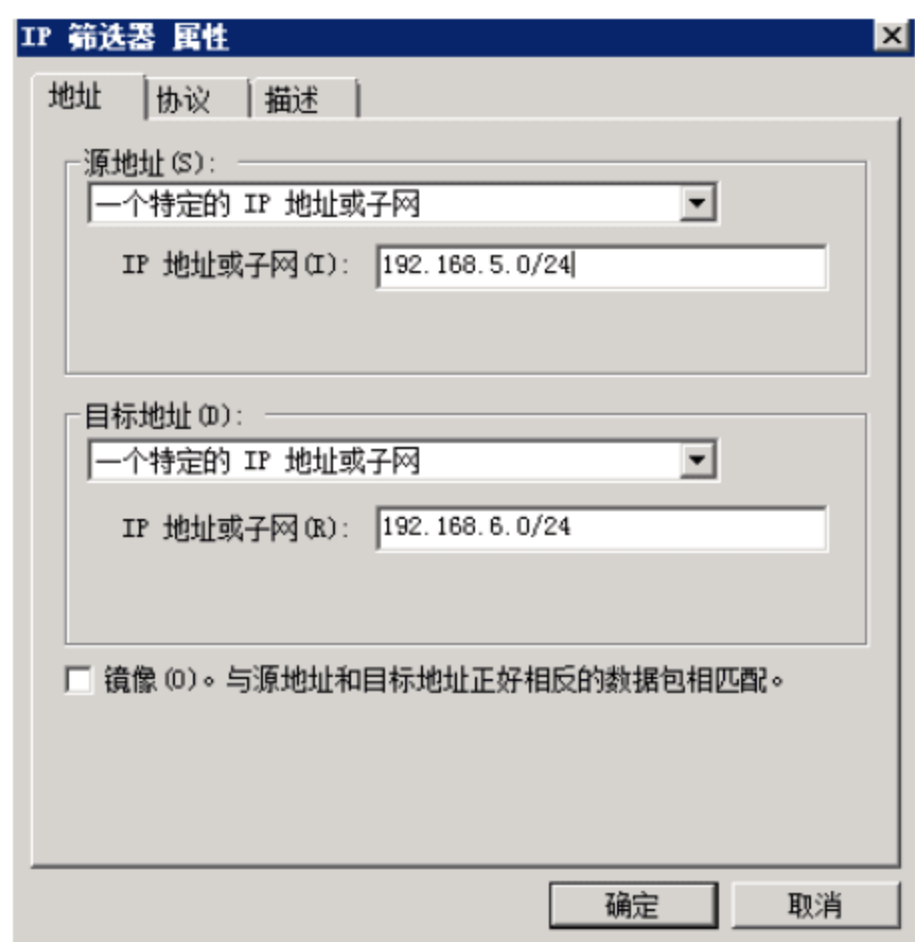 IP 筛选器 属性
地址 协议 描述
源地址(S):
一个特定的 IP 地址或子网
IP 地址或子网(I): 192.168.5.0/24
目标地址(D):
一个特定的 IP 地址或子网
IP 地址或子网(R): 192.168.6.0/24
镜像(O)。与源地址和目标地址正好相反的数据包相匹配。
确定 取消